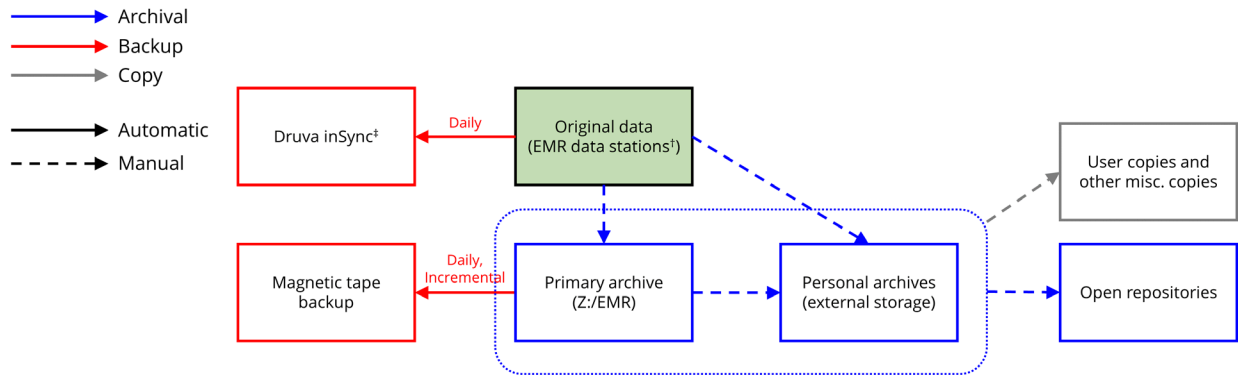 Archival
Backup
Copy
Automatic
Manual
Druva inSync‡
Daily
Original data
(EMR data stations†)
User copies and
other misc. copies
Magnetic tape
backup
Daily,
Incremental
Primary archive
(Z:/EMR)
Personal archives
(external storage)
Open repositories